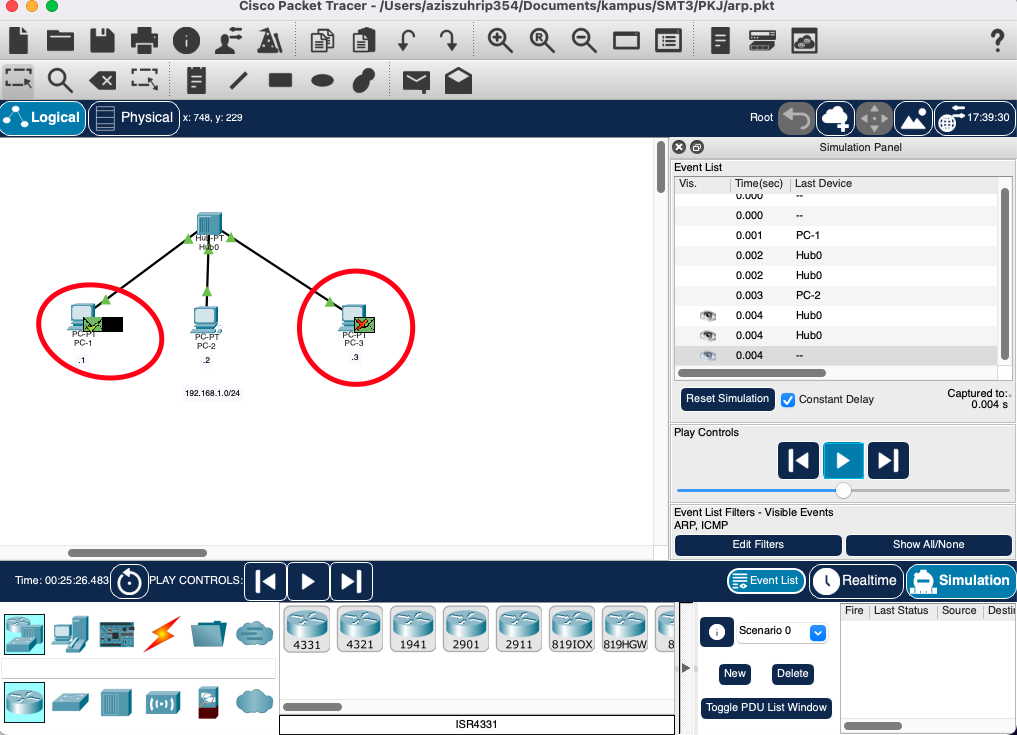 Cisco Packet Tracer - /Users/aziszuhrip354/Documents/kampus/SMT3/PKJ/arp.pkt
Logical
Physical
x: 748, y: 229
Root
17:39:30
Simulation Panel
Event List
Vis. Time(sec) Last Device
0.000 --
0.000 --
0.001 PC-1
0.002 Hub0
0.002 Hub0
0.003 PC-2
0.004 Hub0
0.004 Hub0
0.004 --
Reset Simulation
Constant Delay
Captured to:
0.004 s
Play Controls
Event List Filters - Visible Events
ARP, ICMP
Edit Filters
Show All/None
Hub-PT
Hub0
PC-PT
PC-1
.1
PC-PT
PC-2
.2
PC-PT
PC-3
.3
192.168.1.0/24
Time: 00:25:26.483
PLAY CONTROLS:
Event List
Realtime
Simulation
4331
4321
1941
2901
2911
819IOX
819HGW
8
ISR4331
Scenario 0
New
Delete
Toggle PDU List Window
Fire Last Status Source Desti